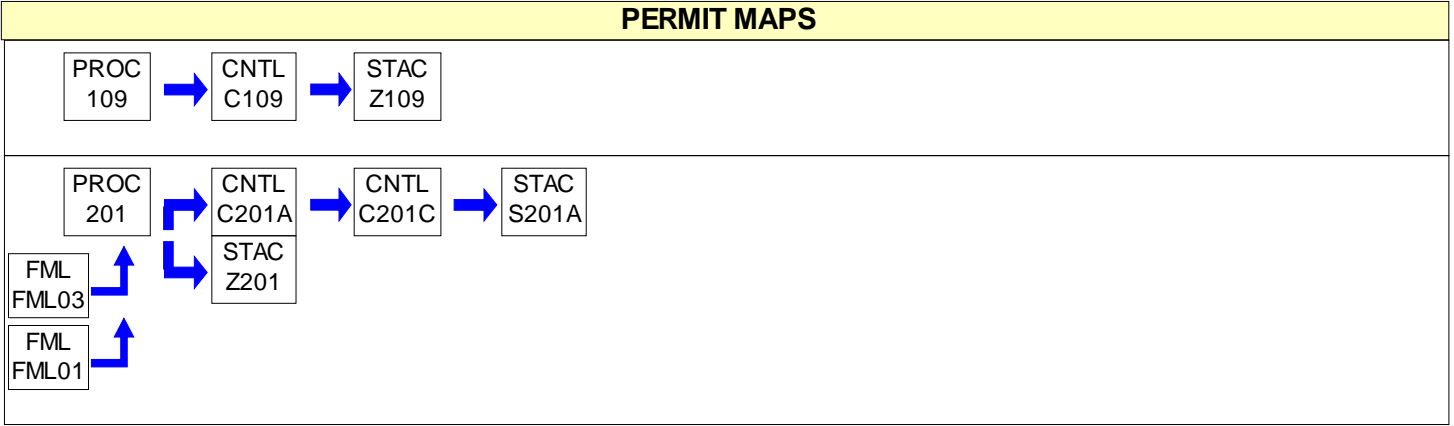 PERMIT MAPS
PROC
109
CNTL
C109
STAC
Z109
PROC
201
CNTL
C201A
CNTL
C201C
STAC
S201A
STAC
Z201
FML
FML03
FML
FML01